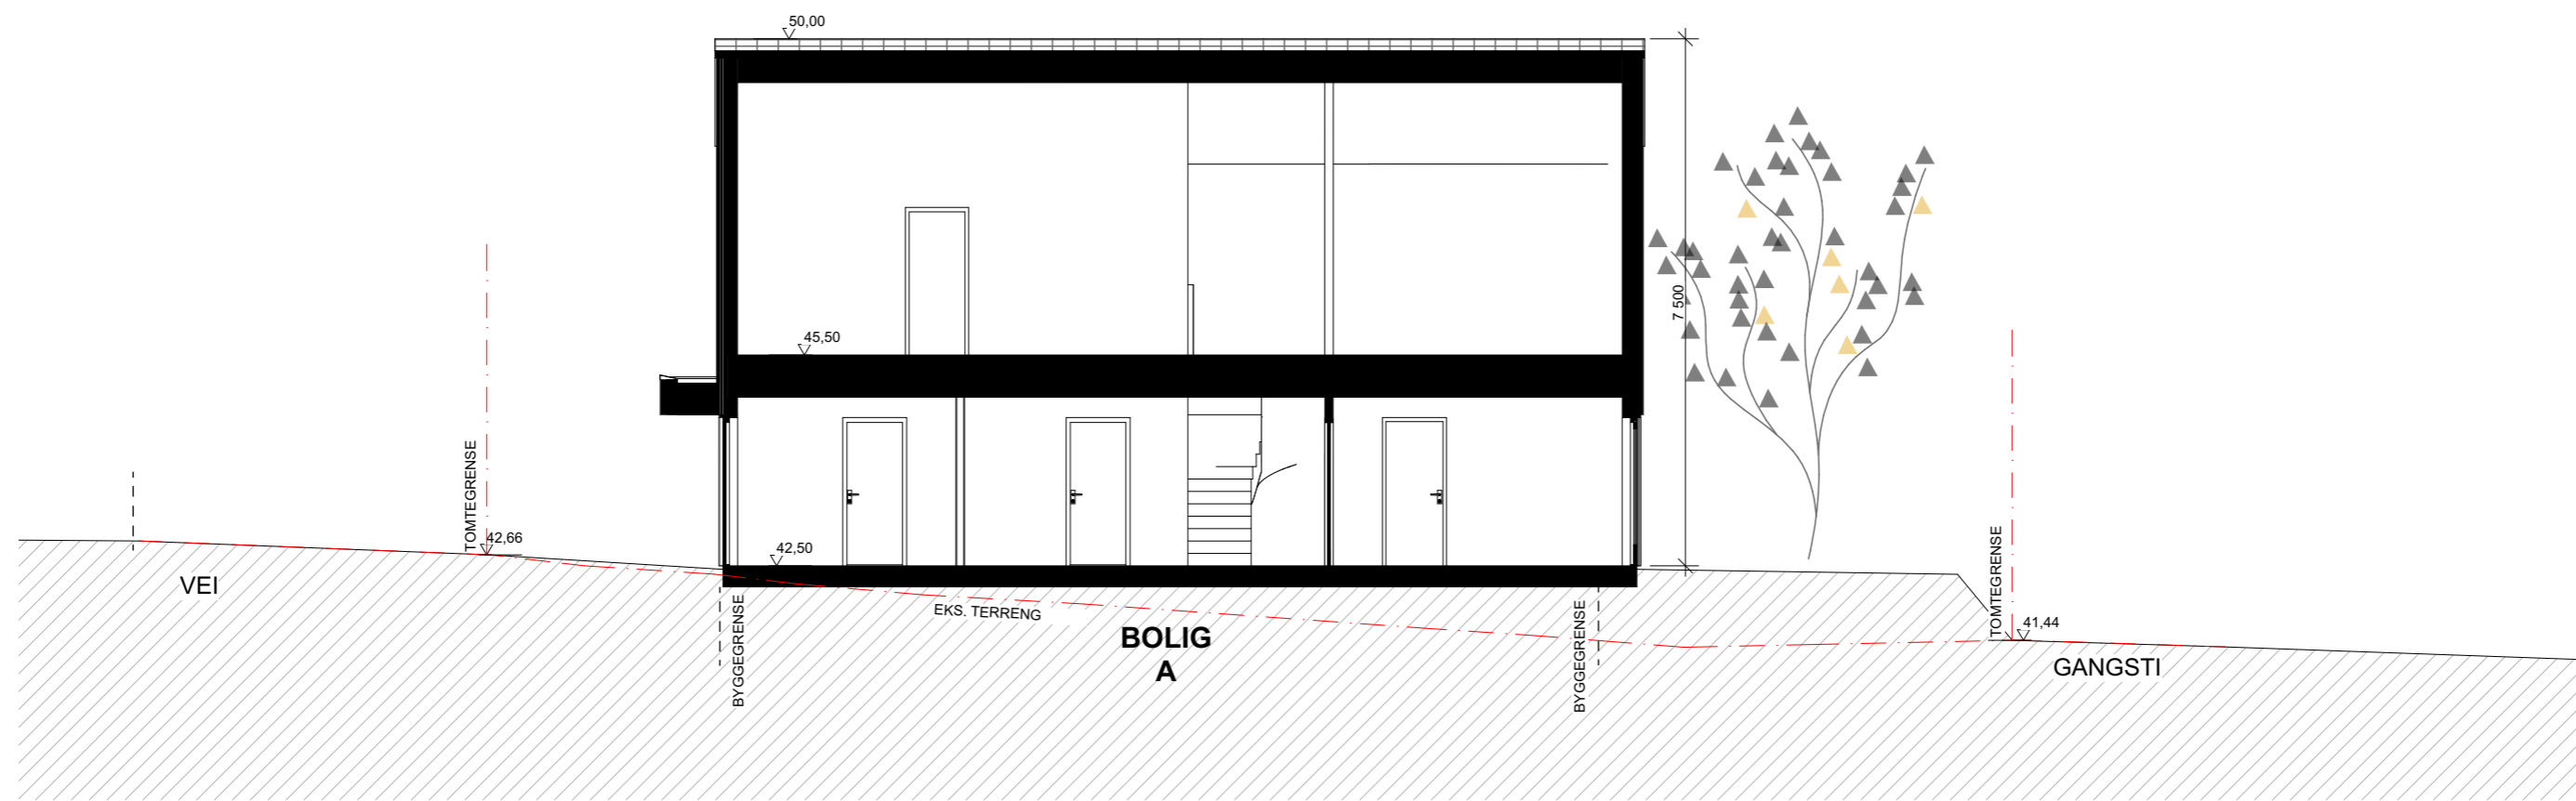 50,00
7 500
45,50
TOMTEGRENSE
42,66
42,50
VEI
EKS. TERRENG
BYGGEGRENSE
BOLIG
A
BYGGEGRENSE
TOMTEGRENSE
41,44
GANGSTI